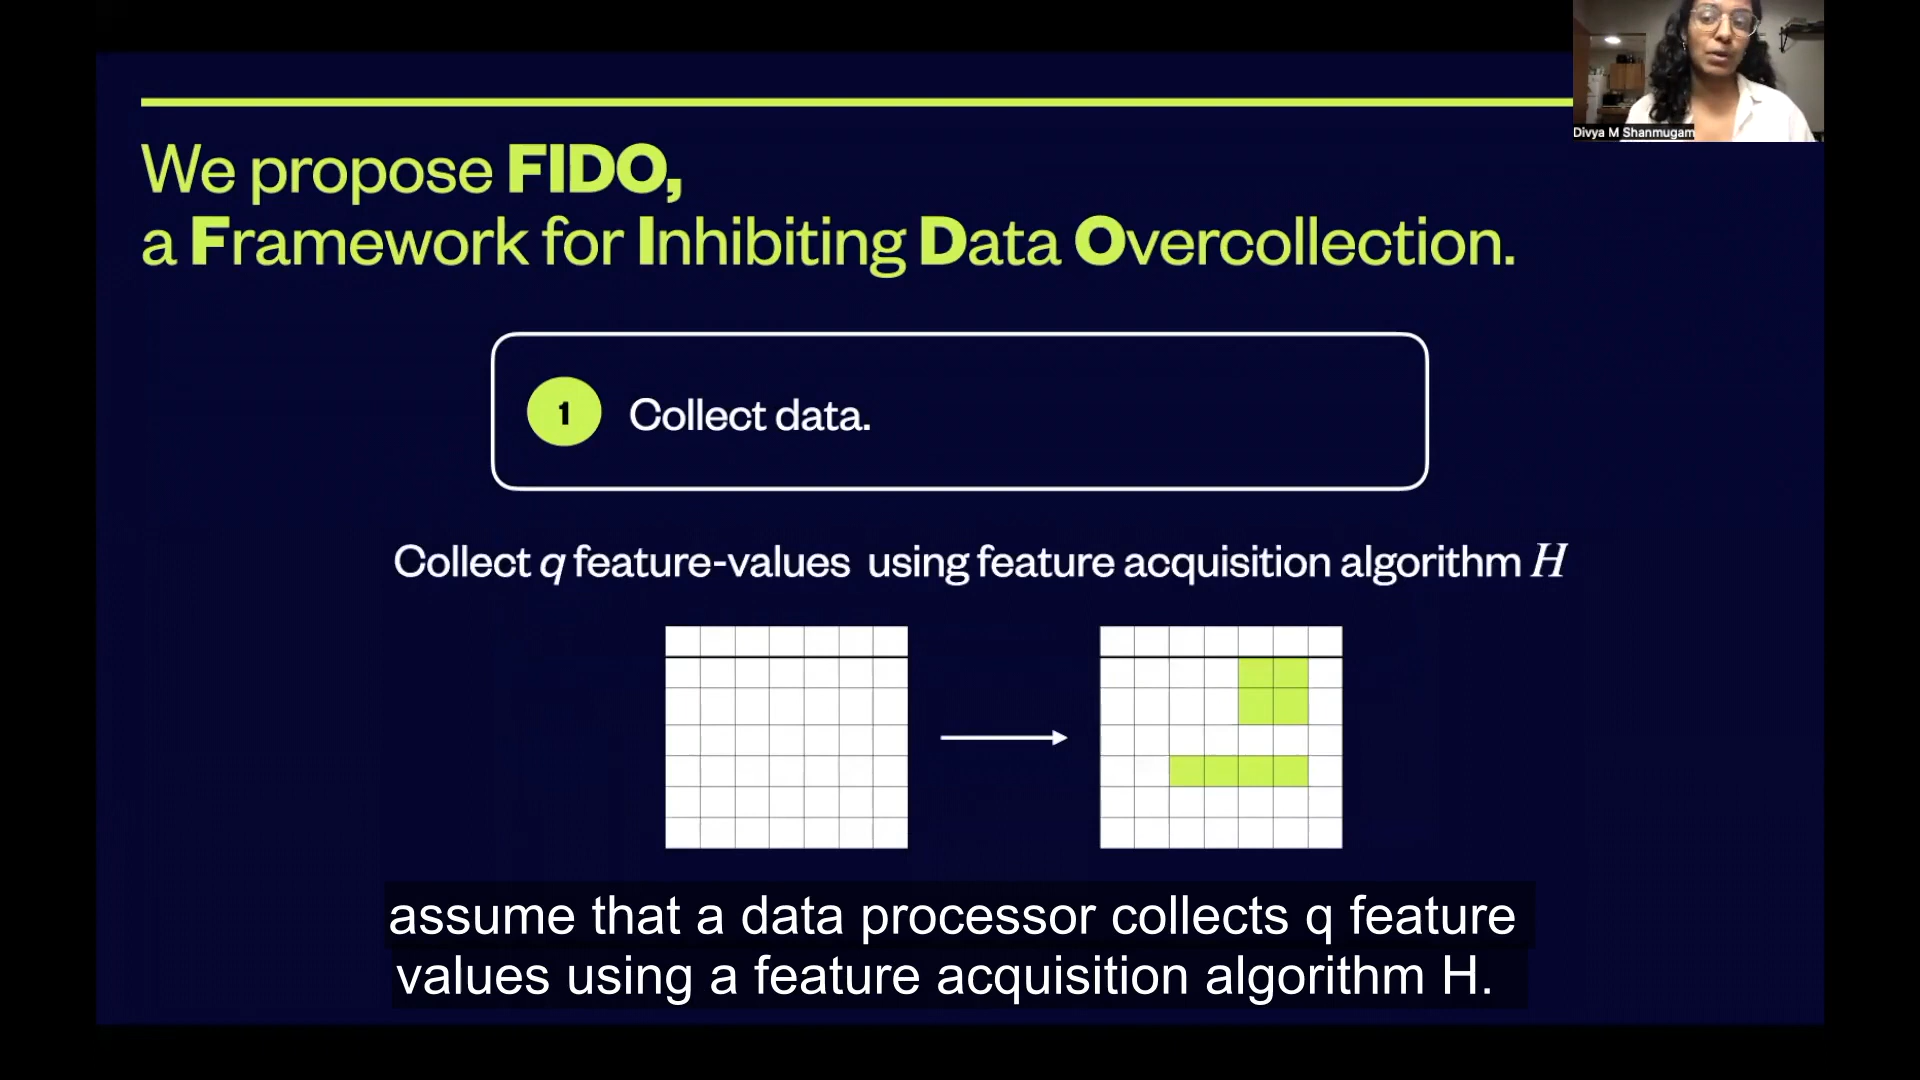 Divya M Shanmugam
We propose FIDO,
a Framework for Inhibiting Data Overcollection.
1 Collect data.
Collect q feature-values using feature acquisition algorithm H
assume that a data processor collects q feature
values using a feature acquisition algorithm H.